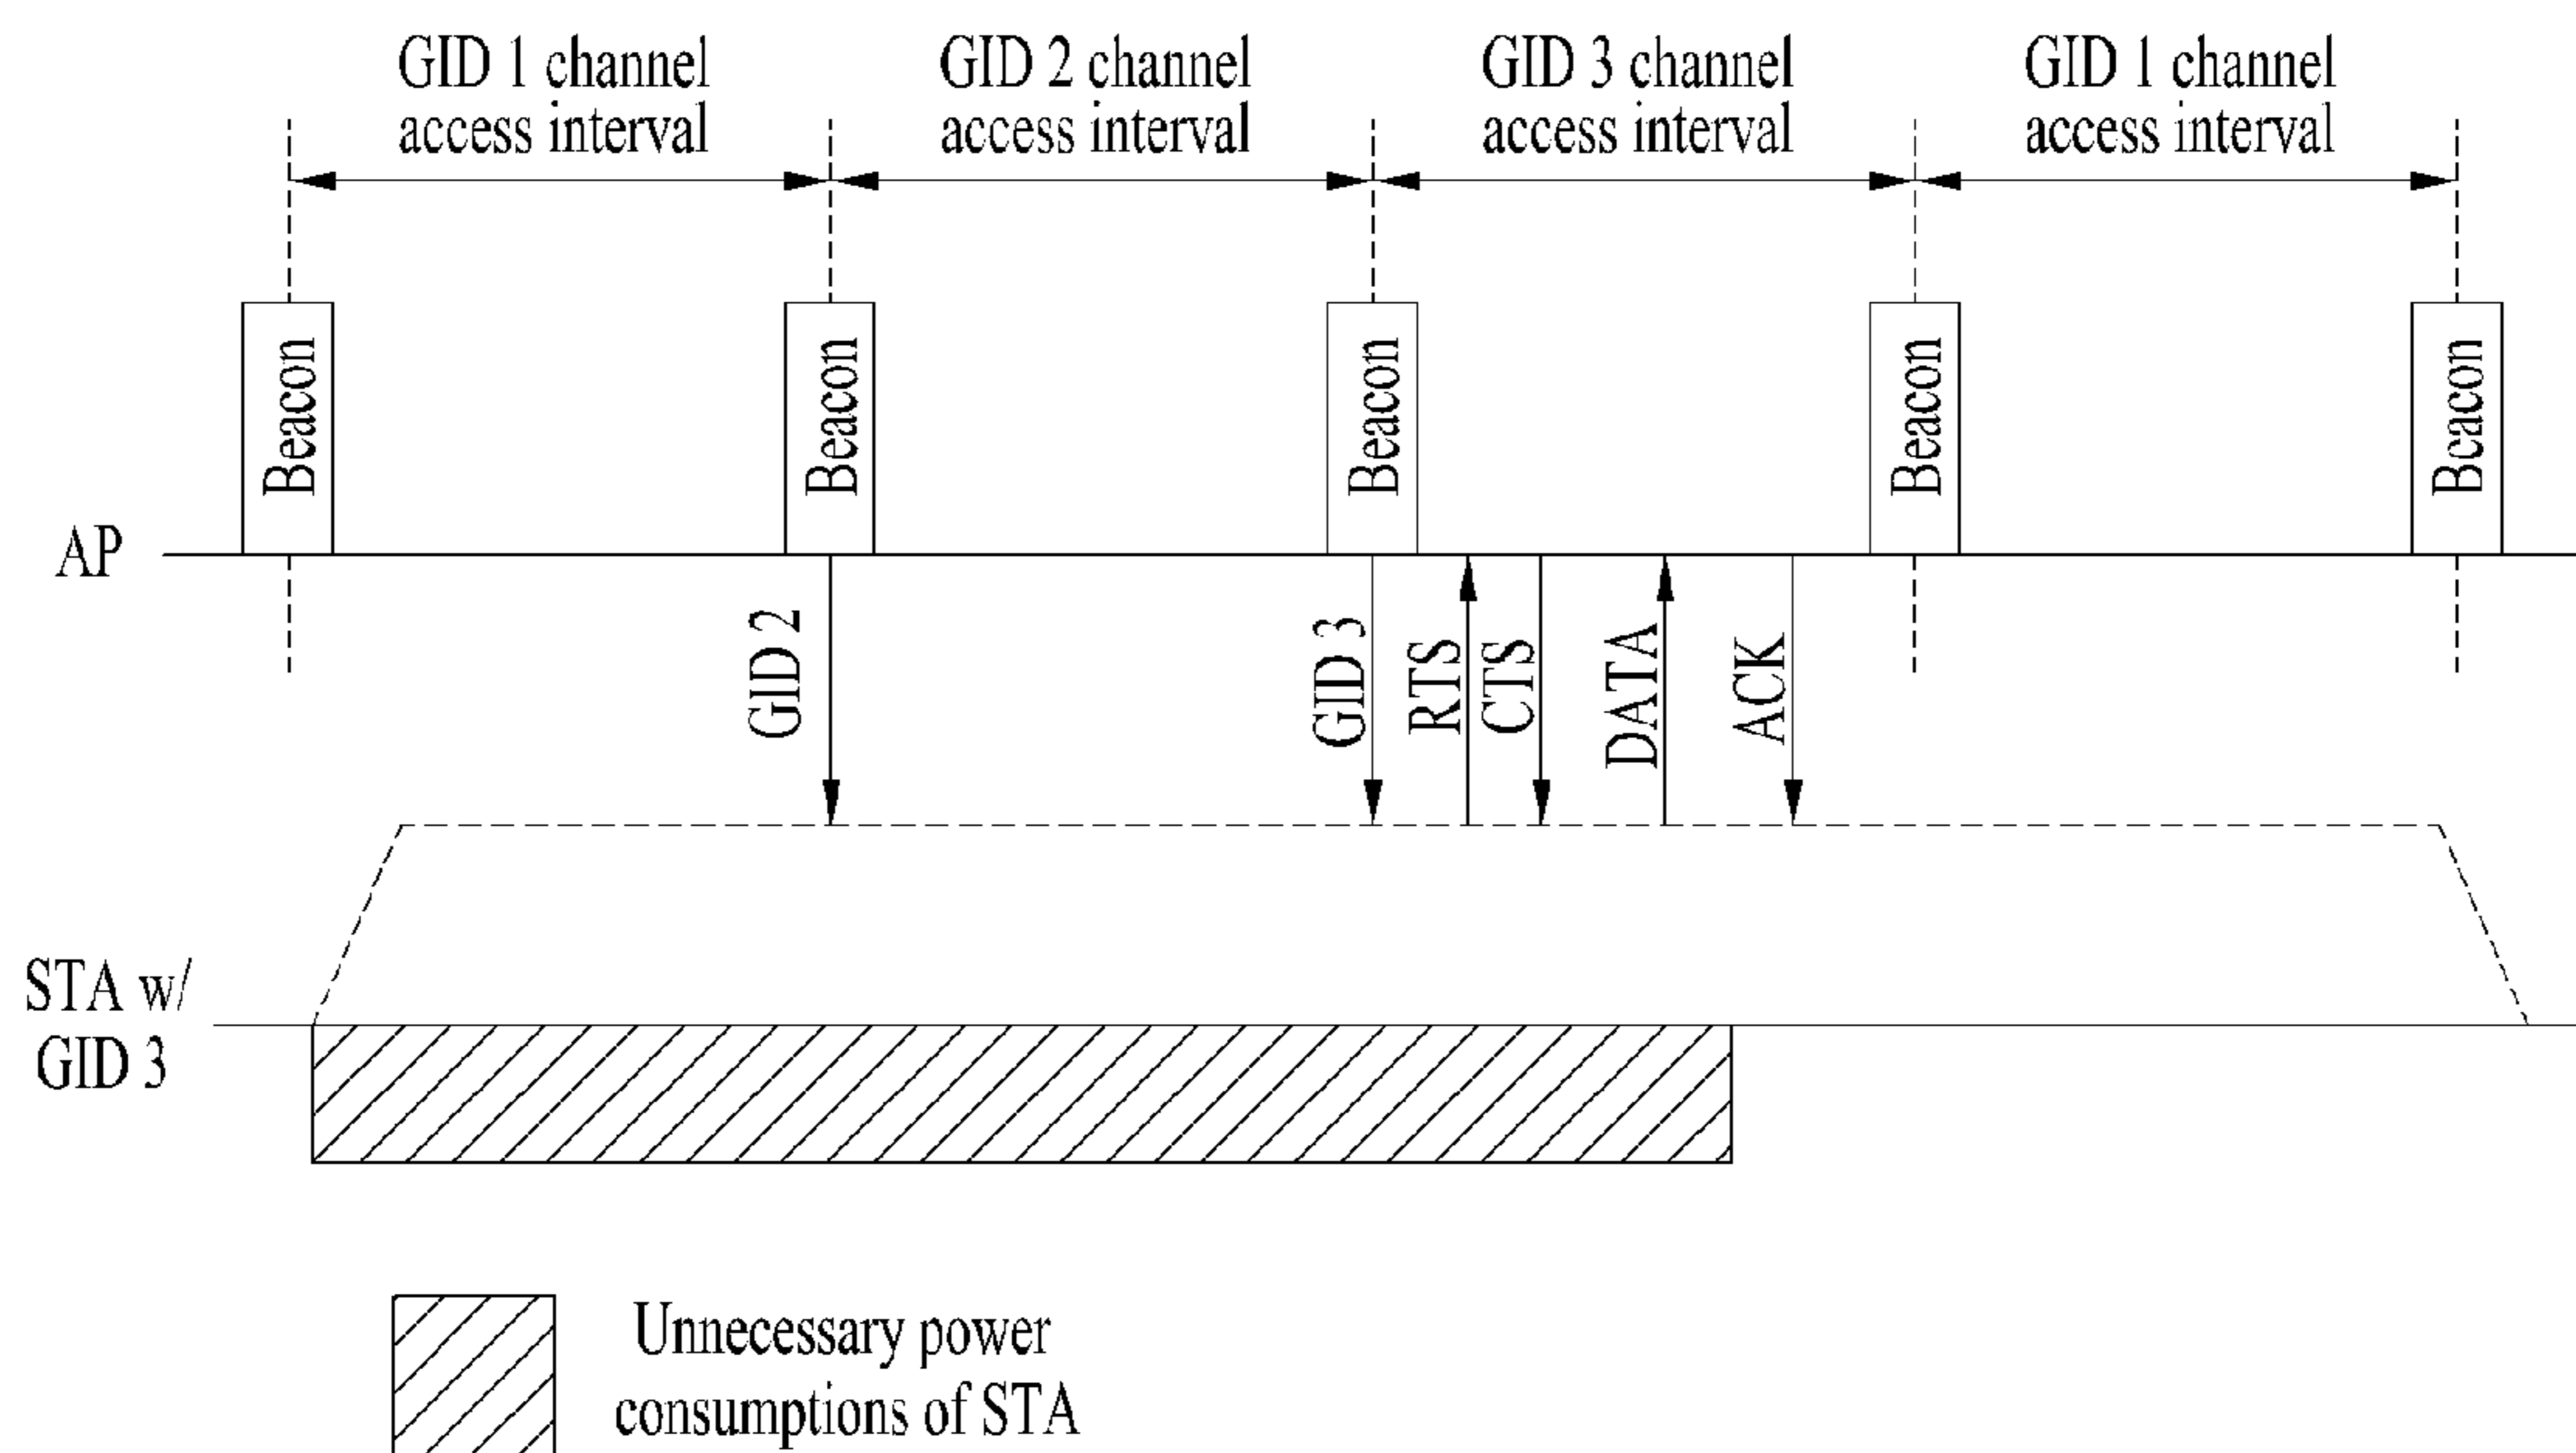 GID 1 channel
access interval
GID 2 channel
access interval
GID 3 channel
access interval
GID 1 channel
access interval
Beacon
Beacon
Beacon
Beacon
Beacon
AP
GID 2
GID 3
RTS
CTS
DATA
ACK
STA w/
GID 3
Unnecessary power
consumptions of STA